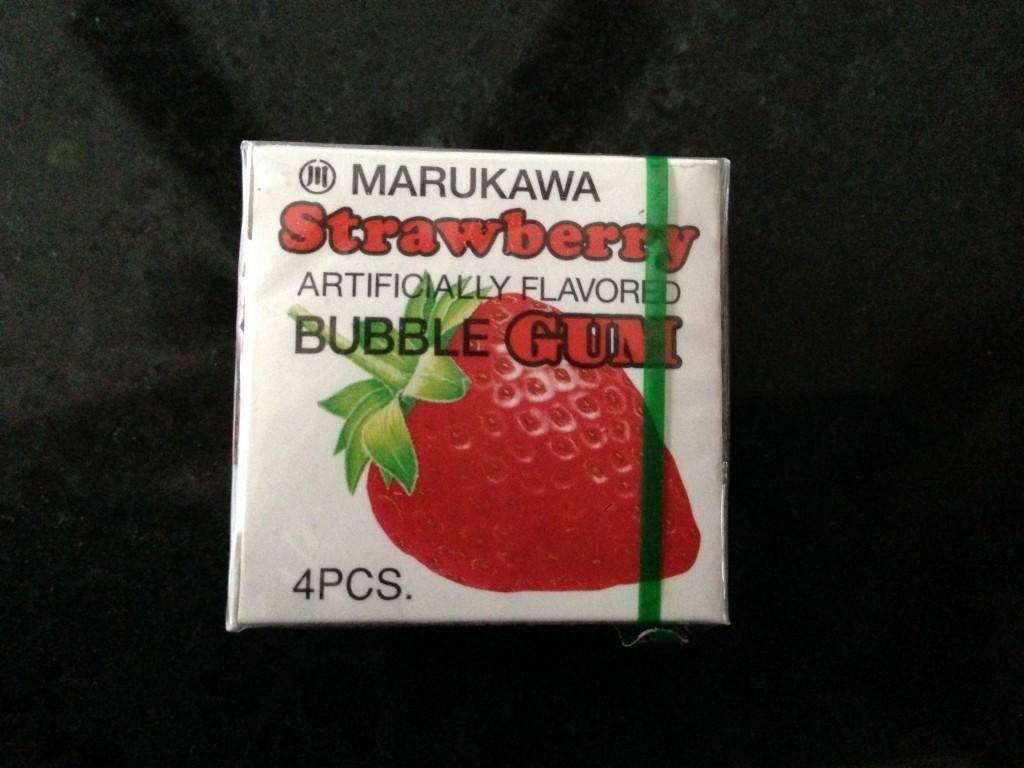 MARUKAWA
Strawberry
ARTIFICIALLY FLAVORED
BUBBLE GUM
4PCS.